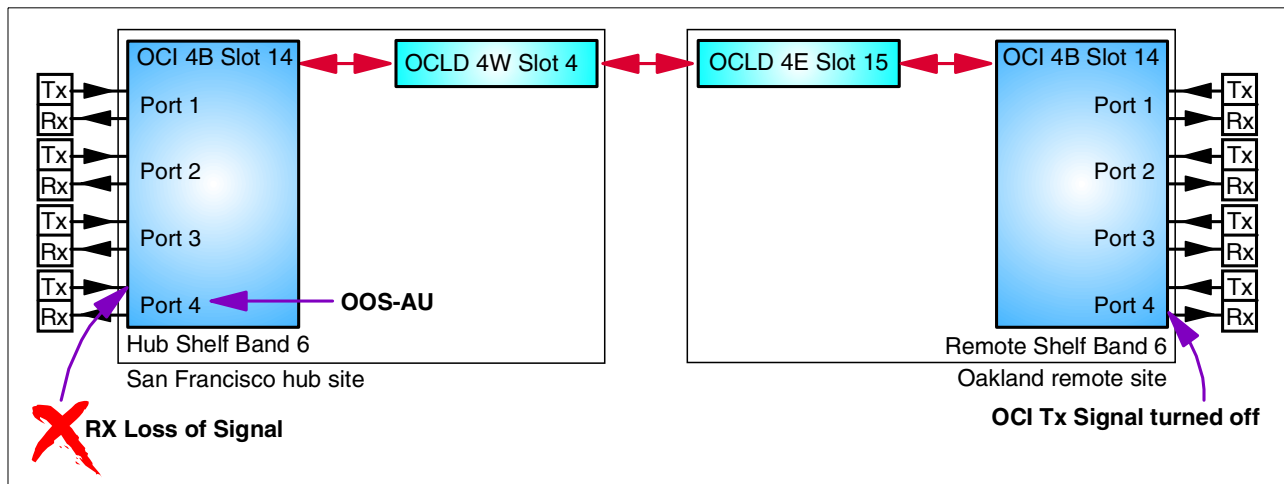 OCI 4B Slot 14
OCLD 4W Slot 4
OCLD 4E Slot 15
OCI 4B Slot 14
Tx
Rx
Tx
Rx
Tx
Rx
Tx
Rx
Port 1
Port 2
Port 3
Port 4
OOS-AU
Port 1
Port 2
Port 3
Port 4
Tx
Rx
Tx
Rx
Tx
Rx
Tx
Rx
Hub Shelf Band 6
San Francisco hub site
Remote Shelf Band 6
Oakland remote site
RX Loss of Signal
OCI Tx Signal turned off